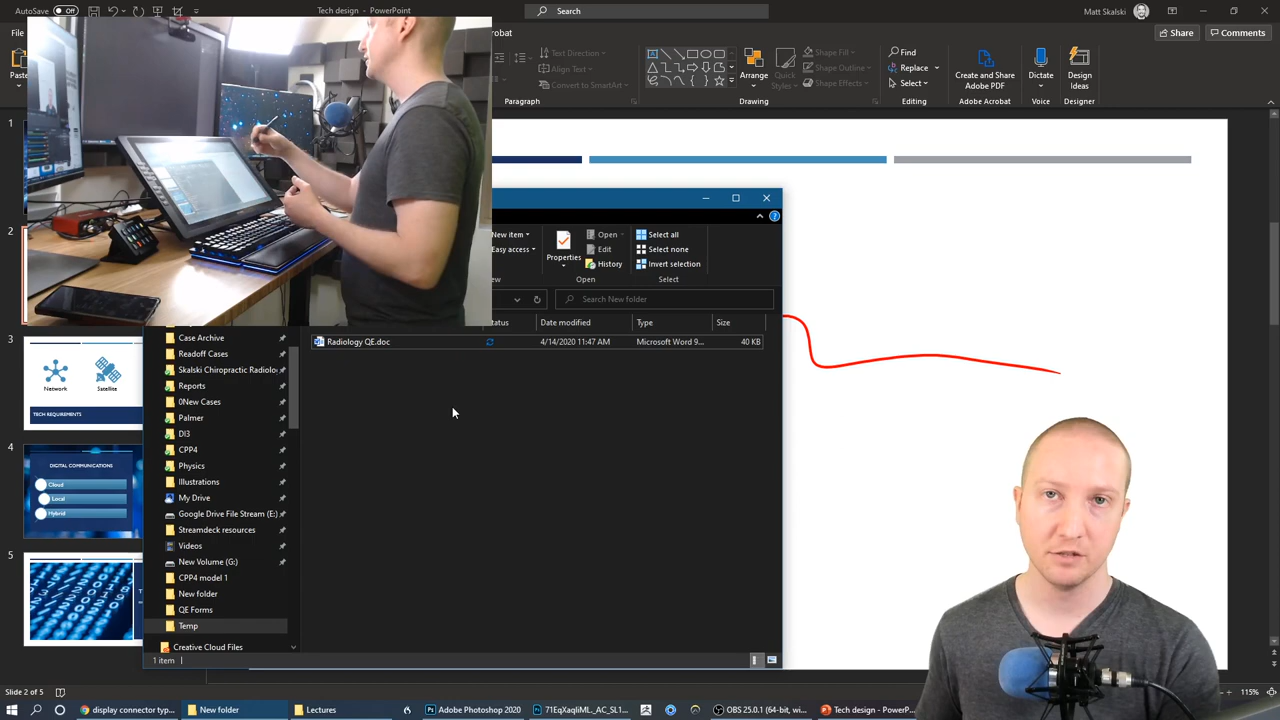 AutoSave Off
Tech design - PowerPoint
Search
Matt Skalski
File
Share
Comments
Paste
Text Direction
Align Text
Convert to SmartArt
Paragraph
Arrange
Quick Styles
Shape Fill
Shape Outline
Shape Effects
Drawing
Find
Replace
Select
Editing
Create and Share Adobe PDF
Adobe Acrobat
Dictate
Voice
Design Ideas
Designer
1
2
3
Network
Satellite
TECH REQUIREMENTS
4
DIGITAL COMMUNICATIONS
Cloud
Local
Hybrid
5
New item
Easy access
Properties
Open
Edit
History
Open
Select all
Select none
Invert selection
Select
Search New folder
Date modified
Type
Size
Radiology QE.doc
4/14/2020 11:47 AM
Microsoft Word 9...
40 KB
Case Archive
Readoff Cases
Skalski Chiropractic Radiolo
Reports
0New Cases
Palmer
DI3
CPP4
Physics
Illustrations
My Drive
Google Drive File Stream (E:)
Streamdeck resources
Videos
New Volume (G:)
CPP4 model 1
New folder
QE Forms
Temp
Creative Cloud Files
1 item
Slide 2 of 5
115%
display connector typ...
New folder
Lectures
Adobe Photoshop 2020
71EqXaqliML._AC_SL1...
OBS 25.0.1 (64-bit, w...
Tech design - PowerP...